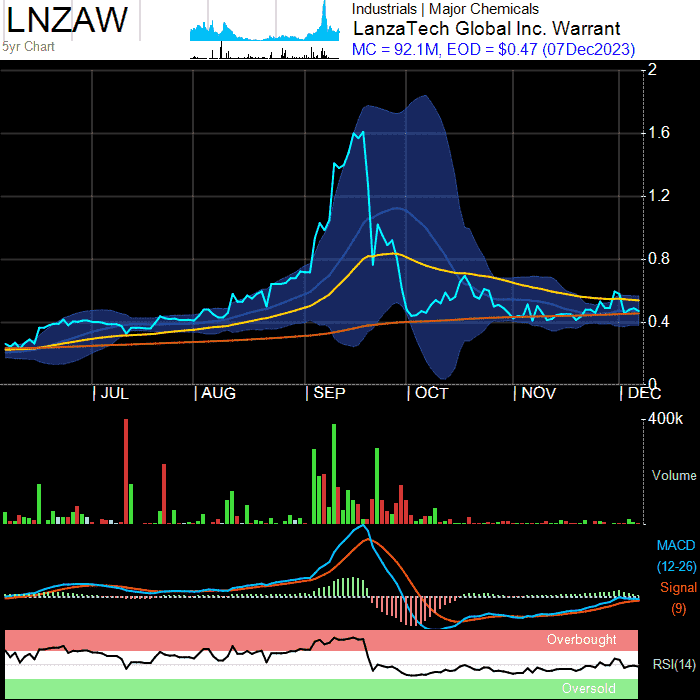 LNZAW
5yr Chart
Industrials | Major Chemicals
LanzaTech Global Inc. Warrant
MC = 92.1M, EOD = $0.47 (07Dec2023)
2
1.6
1.2
0.8
0.4
0
JUL AUG SEP OCT NOV DEC
400k
Volume
MACD
(12-26)
Signal
(9)
Overbought
RSI(14)
Oversold